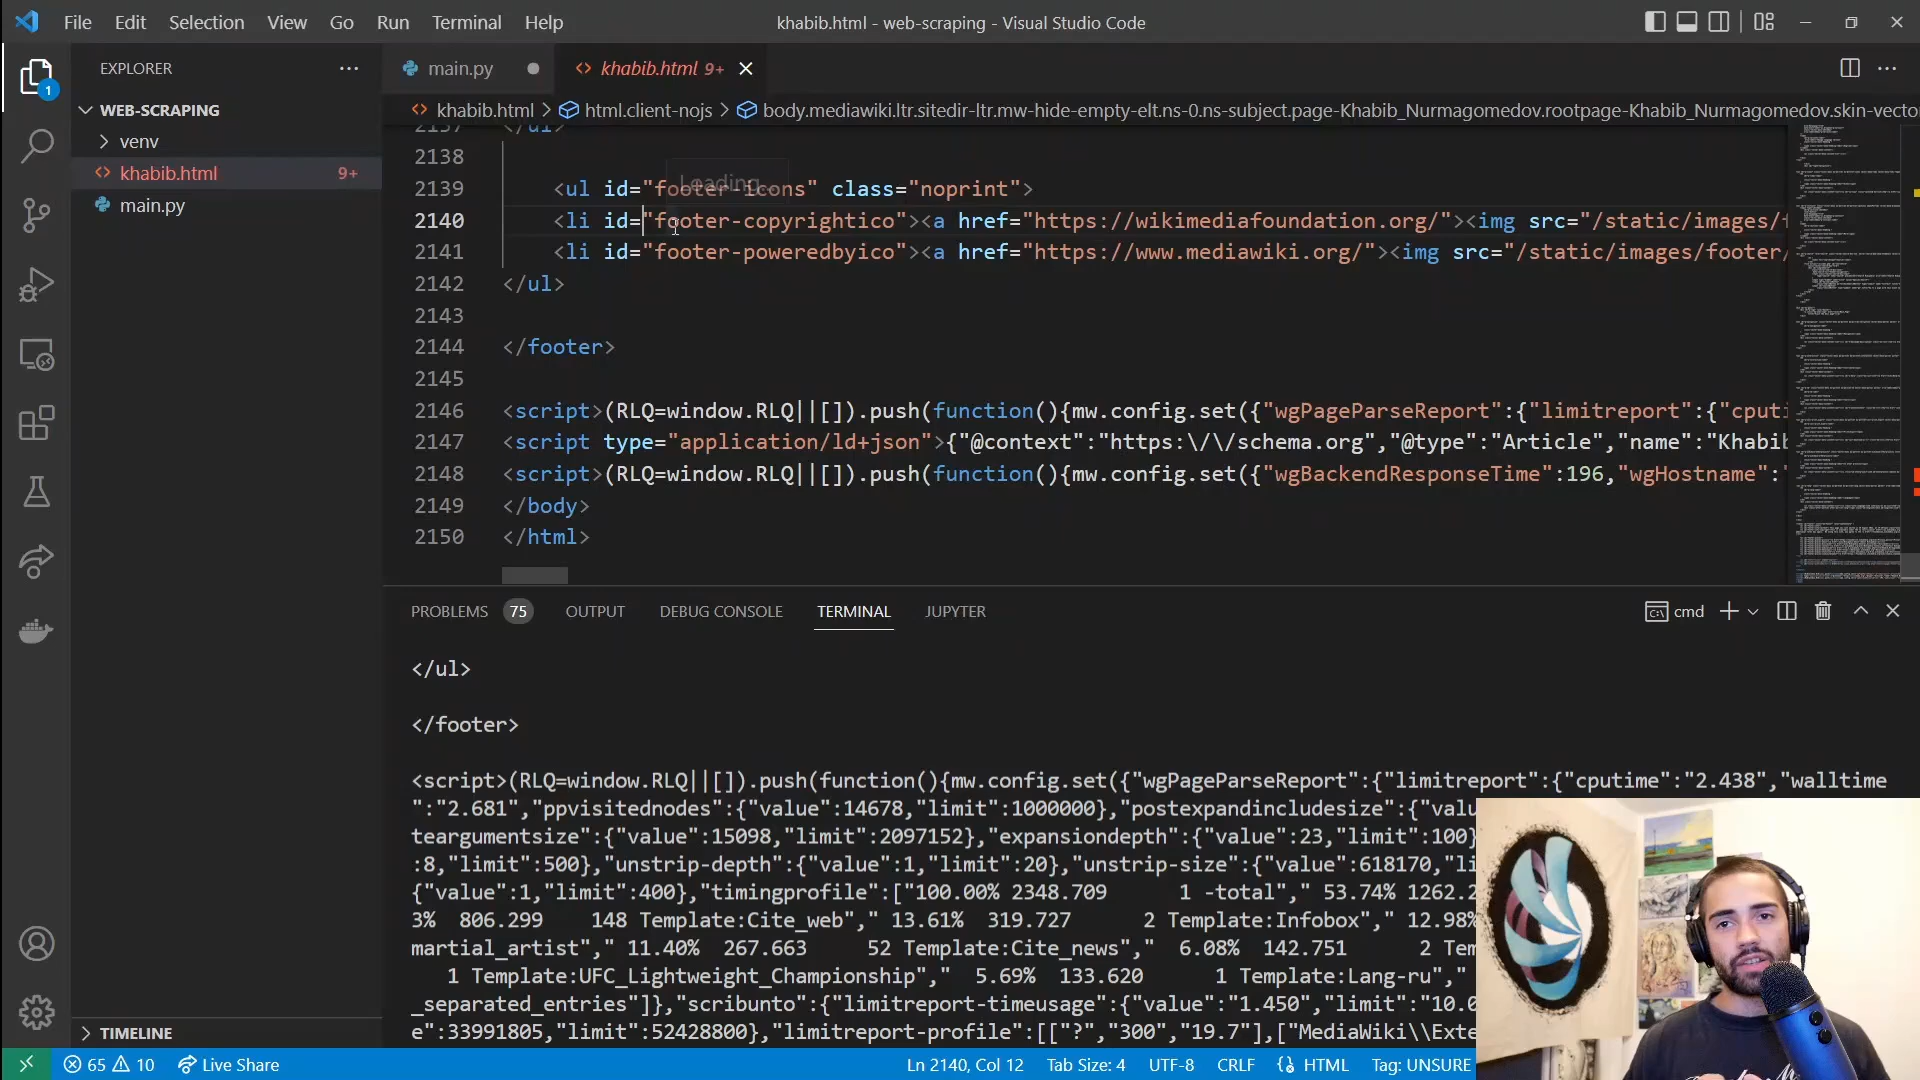 File Edit Selection View Go Run Terminal Help
khabib.html - web-scraping - Visual Studio Code
EXPLORER
1
WEB-SCRAPING
venv
khabib.html 9+
main.py
TIMELINE
main.py
khabib.html 9+
khabib.html > html.client-nojs > body.mediawiki.ltr.sitedir-ltr.mw-hide-empty-elt.ns-0.ns-subject.page-Khabib_Nurmagomedov.rootpage-Khabib_Nurmagomedov.skin-vecto
2137 </ul>
2138
2139 <ul id="footer-icons" class="noprint">
Loading...
2140 <li id="footer-copyrightico"><a href="https://wikimediafoundation.org/"><img src="/static/images/f
2141 <li id="footer-poweredbyico"><a href="https://www.mediawiki.org/"><img src="/static/images/footer/
2142 </ul>
2143
2144 </footer>
2145
2146 <script>(RLQ=window.RLQ||[]).push(function(){mw.config.set({"wgPageParseReport":{"limitreport":{"cputi
2147 <script type="application/ld+json">{"@context":"https:\/\/schema.org","@type":"Article","name":"Khabib
2148 <script>(RLQ=window.RLQ||[]).push(function(){mw.config.set({"wgBackendResponseTime":196,"wgHostname":"
2149 </body>
2150 </html>
PROBLEMS 75 OUTPUT DEBUG CONSOLE TERMINAL JUPYTER
cmd
</ul>
</footer>
<script>(RLQ=window.RLQ||[]).push(function(){mw.config.set({"wgPageParseReport":{"limitreport":{"cputime":"2.438","walltime
":"2.681","ppvisitednodes":{"value":14678,"limit":1000000},"postexpandincludesize":{"valu
teargumentsize":{"value":15098,"limit":2097152},"expansiondepth":{"value":23,"limit":100}
:8,"limit":500},"unstrip-depth":{"value":1,"limit":20},"unstrip-size":{"value":618170,"li
{"value":1,"limit":400},"timingprofile":["100.00% 2348.709 1 -total"," 53.74% 1262.2
3% 806.299 148 Template:Cite_web"," 13.61% 319.727 2 Template:Infobox"," 12.98%
martial_artist"," 11.40% 267.663 52 Template:Cite_news"," 6.08% 142.751 2 Tem
1 Template:UFC_Lightweight_Championship"," 5.69% 133.620 1 Template:Lang-ru","
_separated_entries"]},"scribunto":{"limitreport-timeusage":{"value":"1.450","limit":"10.0
e":33991805,"limit":52428800},"limitreport-profile":[["?","300","19.7"],["MediaWiki\\Exte
65 10 Live Share
Ln 2140, Col 12 Tab Size: 4 UTF-8 CRLF HTML Tag: UNSURE